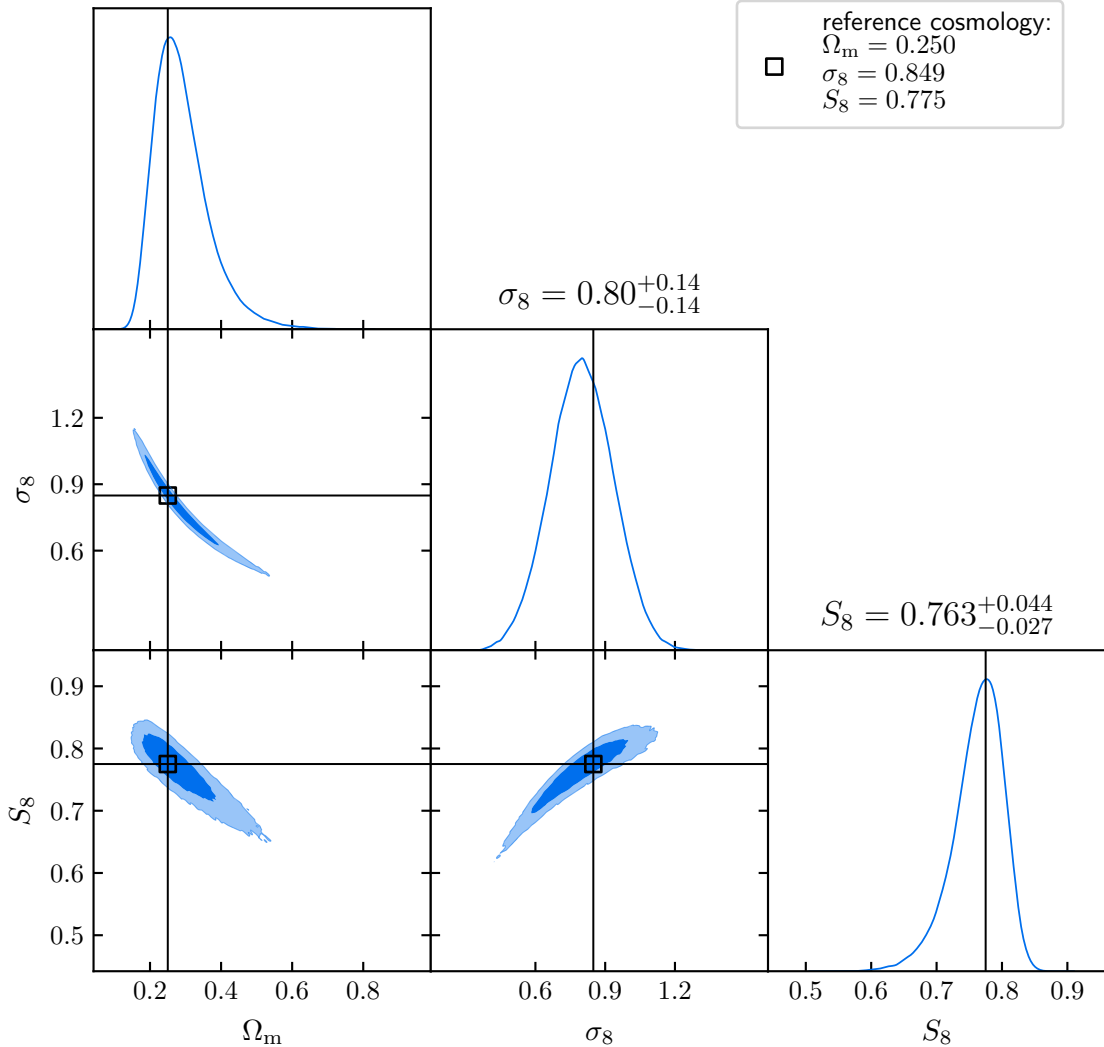 reference cosmology:
Ωₘ = 0.250
σ₈ = 0.849
S₈ = 0.775
σ₈ = 0.80^{+0.14}_{-0.14}
1.2
0.9
0.6
σ₈
S₈ = 0.763^{+0.044}_{-0.027}
0.9
0.8
0.7
0.6
0.5
S₈
0.2 0.4 0.6 0.8
0.6 0.9 1.2
0.5 0.6 0.7 0.8 0.9
Ωₘ
σ₈
S₈